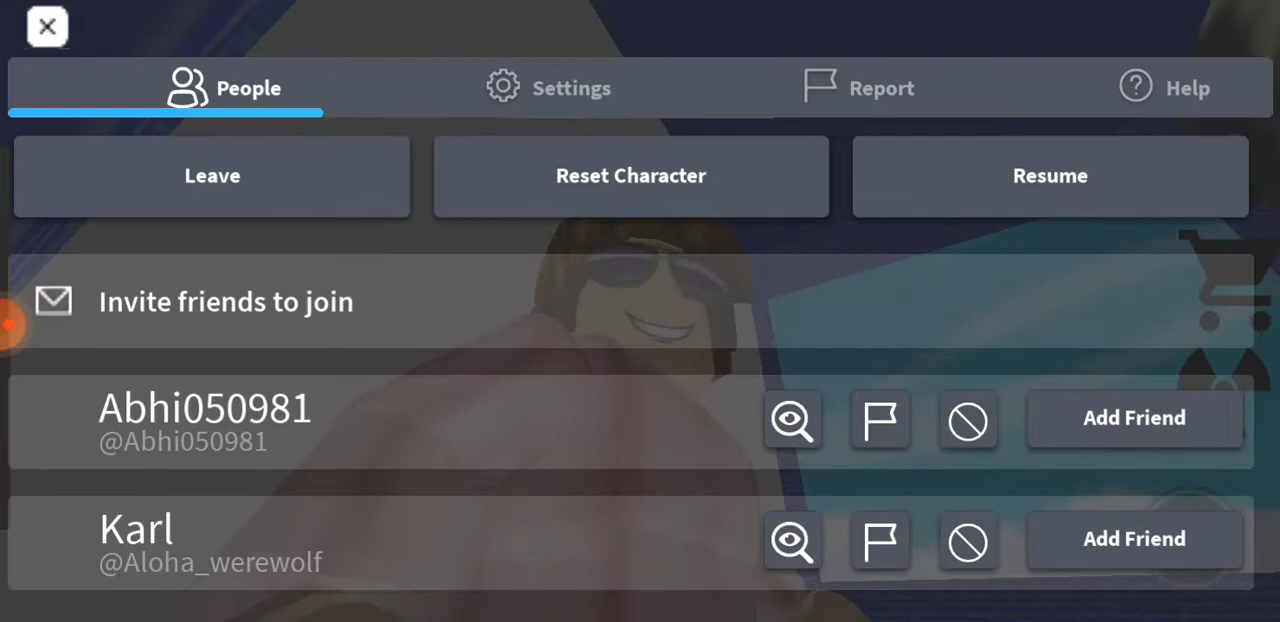 People
Settings
Report
Help
Leave
Reset Character
Resume
Invite friends to join
Abhi050981
@Abhi050981
Add Friend
Karl
@Aloha_werewolf
Add Friend